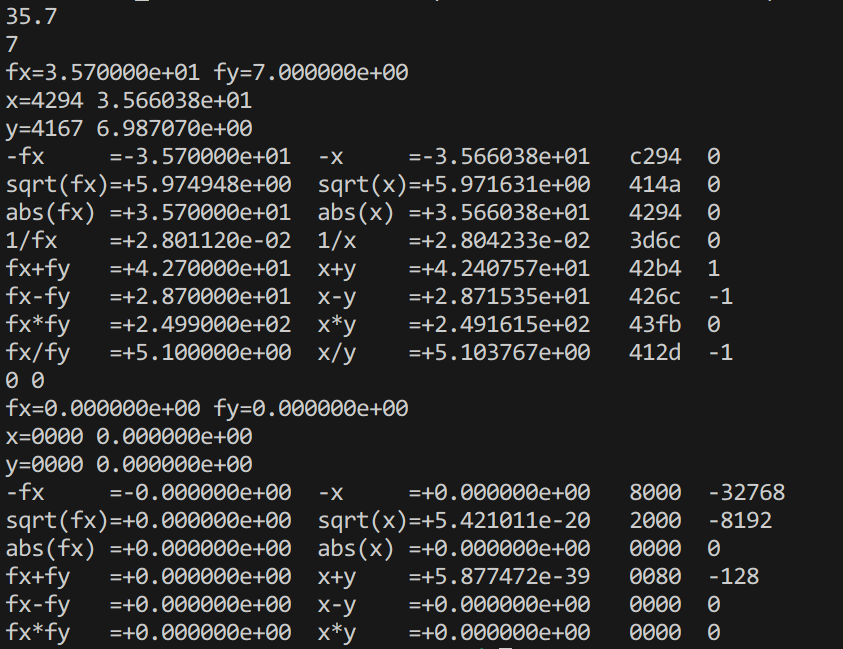 35.7
7
fx=3.570000e+01 fy=7.000000e+00
x=4294 3.566038e+01
y=4167 6.987070e+00
-fx     =-3.570000e+01  -x     =-3.566038e+01   c294  0
sqrt(fx)=+5.974948e+00  sqrt(x)=+5.971631e+00   414a  0
abs(fx) =+3.570000e+01  abs(x) =+3.566038e+01   4294  0
1/fx    =+2.801120e-02  1/x    =+2.804233e-02   3d6c  0
fx+fy   =+4.270000e+01  x+y    =+4.240757e+01   42b4  1
fx-fy   =+2.870000e+01  x-y    =+2.871535e+01   426c  -1
fx*fy   =+2.499000e+02  x*y    =+2.491615e+02   43fb  0
fx/fy   =+5.100000e+00  x/y    =+5.103767e+00   412d  -1
0 0
fx=0.000000e+00 fy=0.000000e+00
x=0000 0.000000e+00
y=0000 0.000000e+00
-fx     =-0.000000e+00  -x     =+0.000000e+00   8000  -32768
sqrt(fx)=+0.000000e+00  sqrt(x)=+5.421011e-20   2000  -8192
abs(fx) =+0.000000e+00  abs(x) =+0.000000e+00   0000  0
fx+fy   =+0.000000e+00  x+y    =+5.877472e-39   0080  -128
fx-fy   =+0.000000e+00  x-y    =+0.000000e+00   0000  0
fx*fy   =+0.000000e+00  x*y    =+0.000000e+00   0000  0